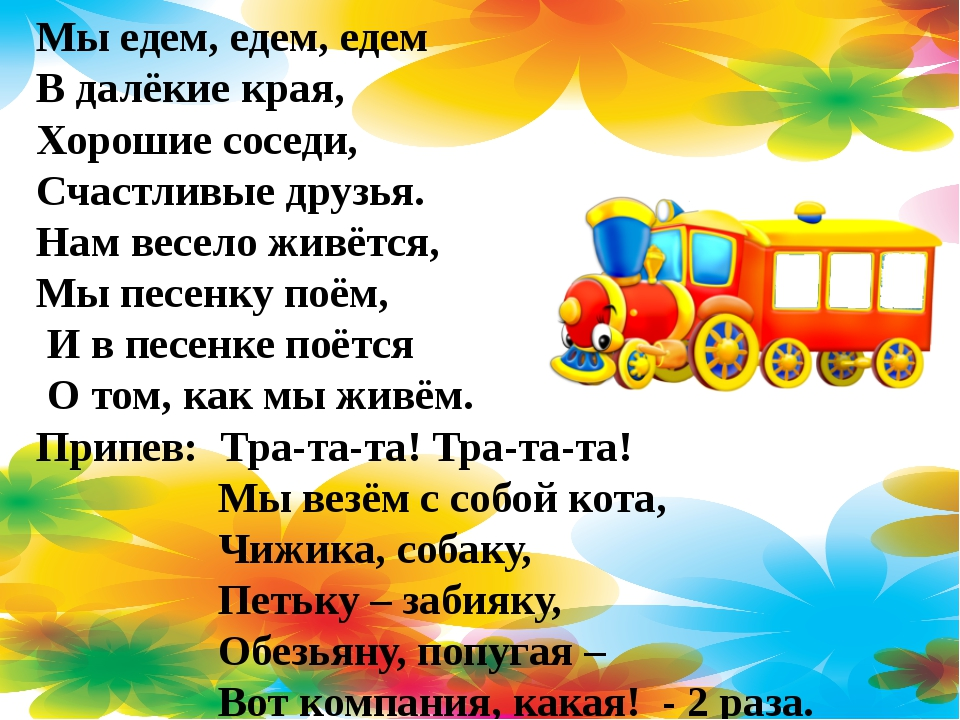 Мы едем, едем, едем
В далёкие края,
Хорошие соседи,
Счастливые друзья.
Нам весело живётся,
Мы песенку поём,
И в песенке поётся
О том, как мы живём.
Припев: Тра-та-та! Тра-та-та!
Мы везём с собой кота,
Чижика, собаку,
Петьку – забияку,
Обезьяну, попугая –
Вот компания, какая! - 2 раза.